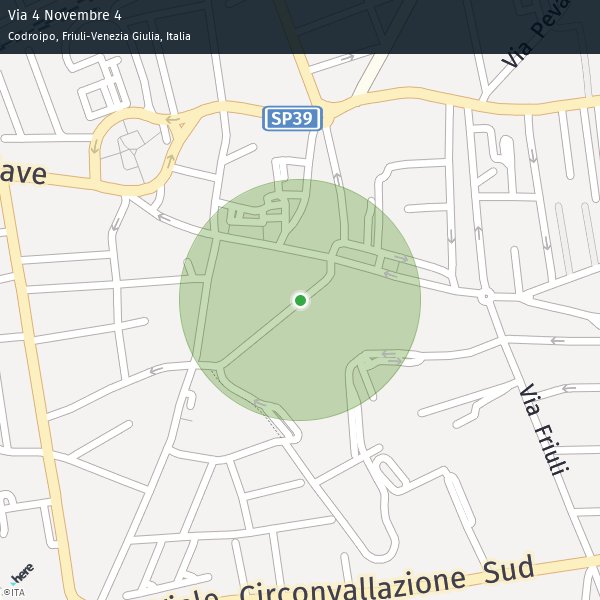 Via 4 Novembre 4
Codroipo, Friuli-Venezia Giulia, Italia
Via Peva
SP39
ave
Via Friuli
here
iale Circonvallazione Sud
©ITA